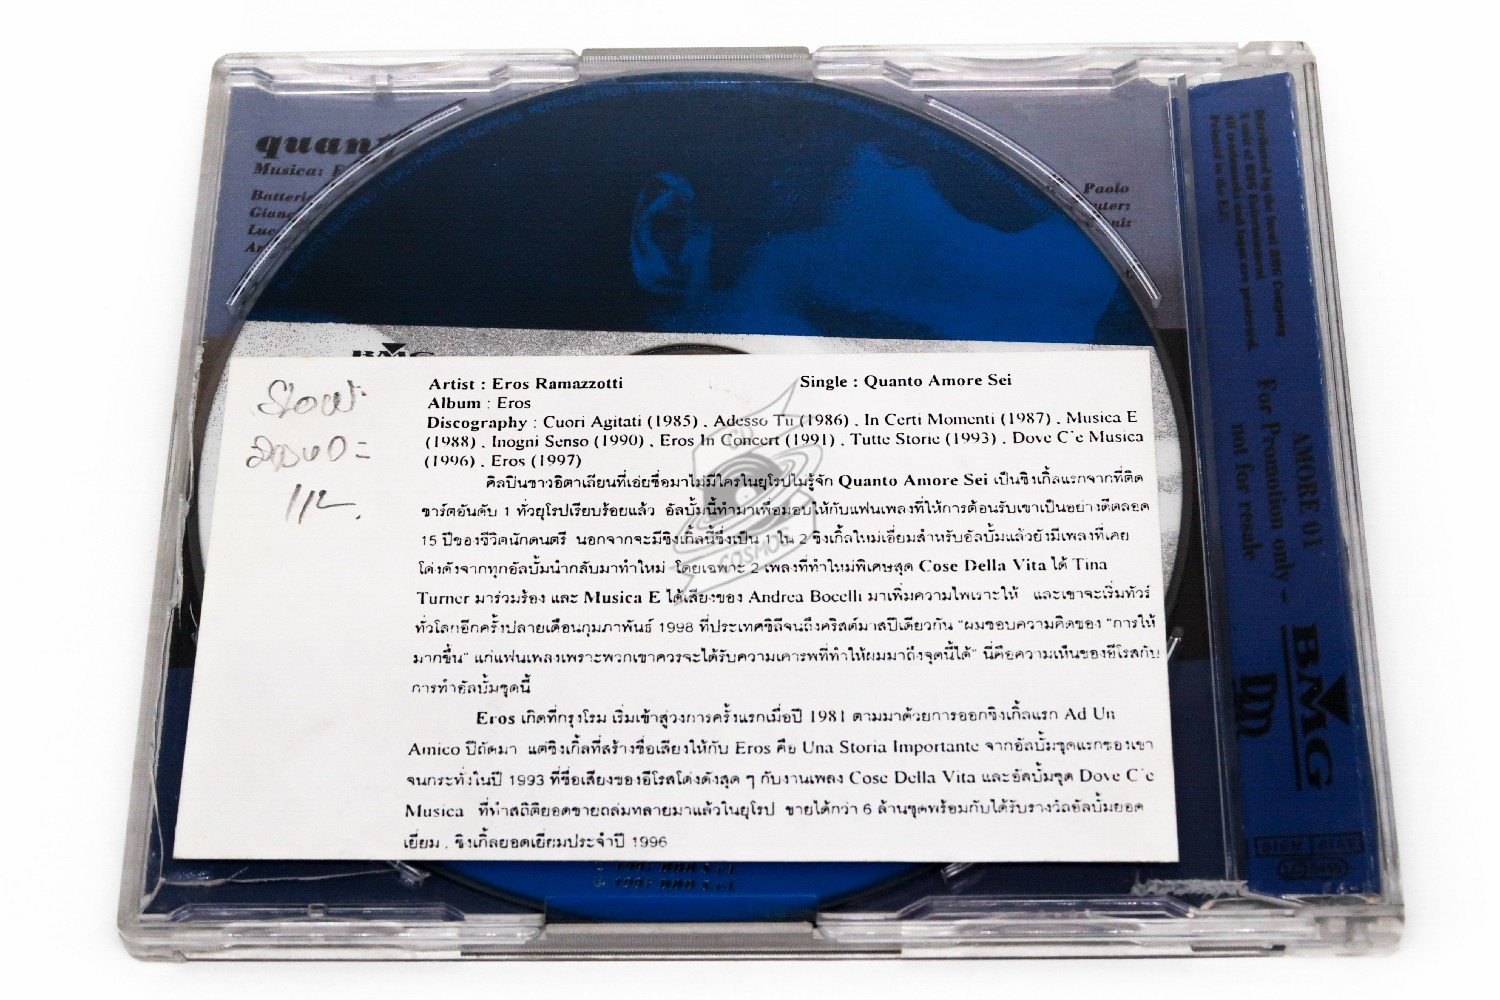 quant
Musica: E
Batteria
Paolo
BMG
Slow
1/2.
Artist : Eros Ramazzotti Single : Quanto Amore Sei
Album : Eros
Discography : Cuori Agitati (1985) . Adesso Tu (1986) . In Certi Momenti (1987) . Musica E
(1988) . Inogni Senso (1990) . Eros In Concert (1991) . Tutte Storie (1993) . Dove C'e Musica
(1996) . Eros (1997)
ศิลปินชาวอิตาเลียนที่เอ่ยชื่อมาไม่มีใครในยุโรปไม่รู้จัก Quanto Amore Sei เป็นซิงเกิ้ลแรกจากที่ติด
ชาร์ตอันดับ 1 ทั่วยุโรปเรียบร้อยแล้ว อัลบั้มนี้ทำมาเพื่อมอบให้กับแฟนเพลงที่ให้การต้อนรับเขาเป็นอย่างดีตลอด
15 ปีของชีวิตนักดนตรี นอกจากจะมีซิงเกิ้ลนี้ซึ่งเป็น 1 ใน 2 ซิงเกิ้ลใหม่เอี่ยมสำหรับอัลบั้มแล้วยังมีเพลงที่เคย
โด่งดังจากทุกอัลบั้มนำกลับมาทำใหม่ โดยเฉพาะ 2 เพลงที่ทำใหม่พิเศษสุด Cose Della Vita ได้ Tina
Turner มาร่วมร้อง และ Musica E ได้เสียงของ Andrea Bocelli มาเพิ่มความไพเราะให้ และเขาจะเริ่มทัวร์
ทั่วโลกอีกครั้งปลายเดือนกุมภาพันธ์ 1998 ที่ประเทศชิลีจนถึงคริสต์มาสปีเดียวกัน "ผมชอบความคิดของ "การให้
มากขึ้น" แก่แฟนเพลงเพราะพวกเขาควรจะได้รับความเคารพที่ทำให้ผมมาถึงจุดนี้ได้" นี่คือความเห็นของอีโรสกับ
การทำอัลบั้มชุดนี้
Eros เกิดที่กรุงโรม เริ่มเข้าสู่วงการครั้งแรกเมื่อปี 1981 ตามมาด้วยการออกซิงเกิ้ลแรก Ad Un
Amico ปีถัดมา แต่ซิงเกิ้ลที่สร้างชื่อเสียงให้กับ Eros คือ Una Storia Importante จากอัลบั้มชุดแรกของเขา
จนกระทั่งในปี 1993 ที่ชื่อเสียงของอีโรสโด่งดังสุด ๆ กับงานเพลง Cose Della Vita และอัลบั้มชุด Dove C'e
Musica ที่ทำสถิติยอดขายถล่มทลายมาแล้วในยุโรป ขายได้กว่า 6 ล้านชุดพร้อมกับได้รับรางวัลอัลบั้มยอด
เยี่ยม , ซิงเกิ้ลยอดเยี่ยมประจำปี 1996
CD
COSMOS
Distributed by the local BMG Company
A unit of BMG Entertainment
All trademarks and logos are protected.
Printed in the E.C.
AMORE 01
For Promotion only -
not for resale
BMG
BIEM SIAE